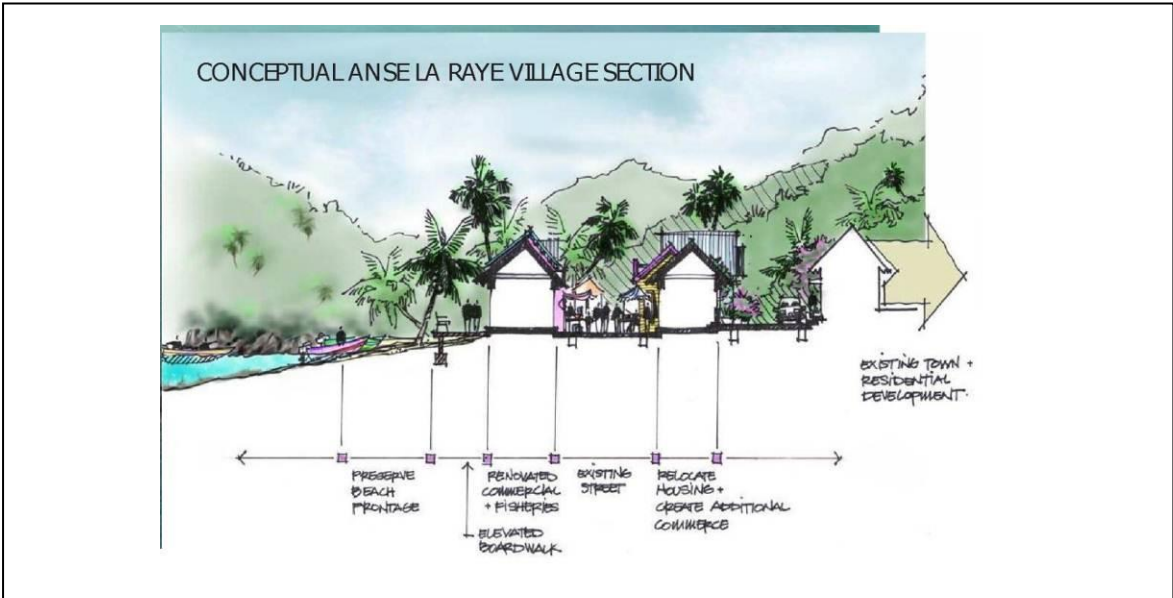 CONCEPTUAL ANSE LA RAYE VILLAGE SECTION
EXISTING TOWN +
RESIDENTIAL
DEVELOPMENT.
PRESERVE
BEACH
FRONTAGE
ELEVATED
BOARDWALK
RENOVATED
COMMERCIAL
+ FISHERIES
EXISTING
STREET
RELOCATE
HOUSING +
CREATE ADDITIONAL
COMMERCE